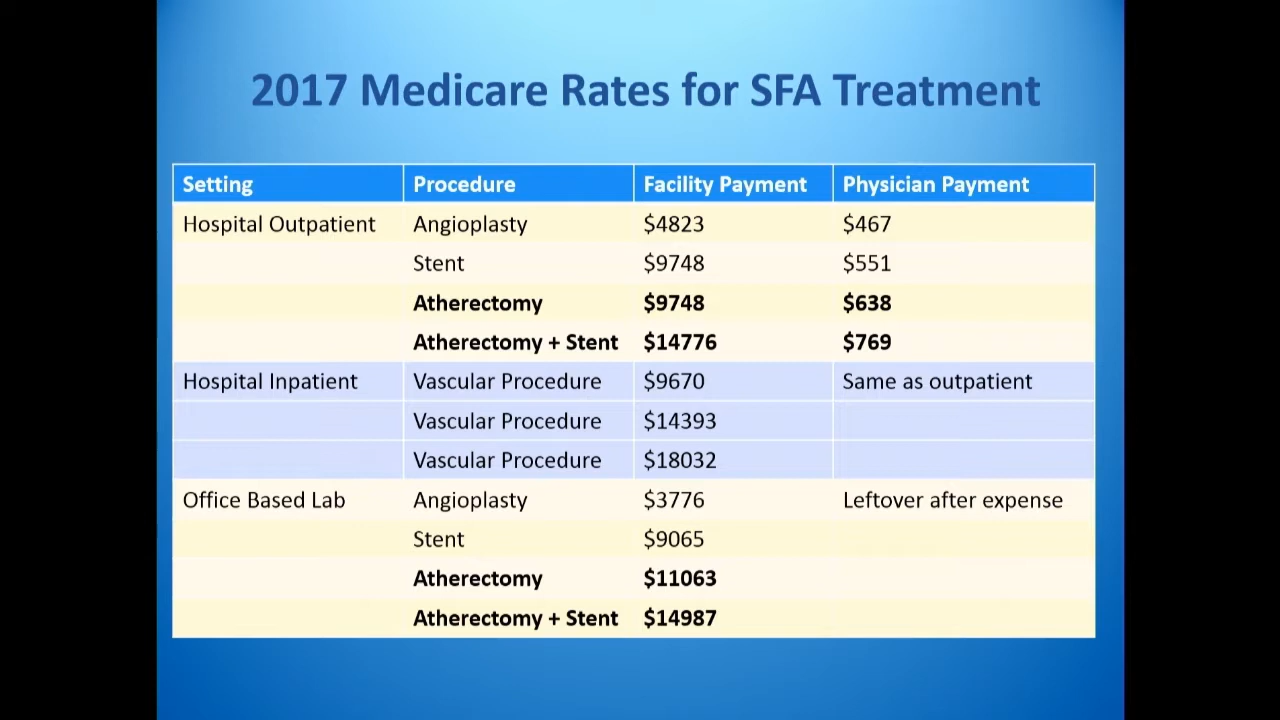 2017 Medicare Rates for SFA Treatment
Setting Procedure Facility Payment Physician Payment
Hospital Outpatient Angioplasty $4823 $467
Stent $9748 $551
Atherectomy $9748 $638
Atherectomy + Stent $14776 $769
Hospital Inpatient Vascular Procedure $9670 Same as outpatient
Vascular Procedure $14393
Vascular Procedure $18032
Office Based Lab Angioplasty $3776 Leftover after expense
Stent $9065
Atherectomy $11063
Atherectomy + Stent $14987